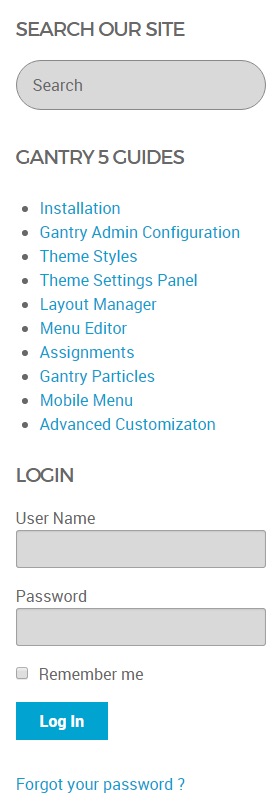 SEARCH OUR SITE
Search
GANTRY 5 GUIDES
Installation
Gantry Admin Configuration
Theme Styles
Theme Settings Panel
Layout Manager
Menu Editor
Assignments
Gantry Particles
Mobile Menu
Advanced Customizaton
LOGIN
User Name
Password
Remember me
Log In
Forgot your password ?